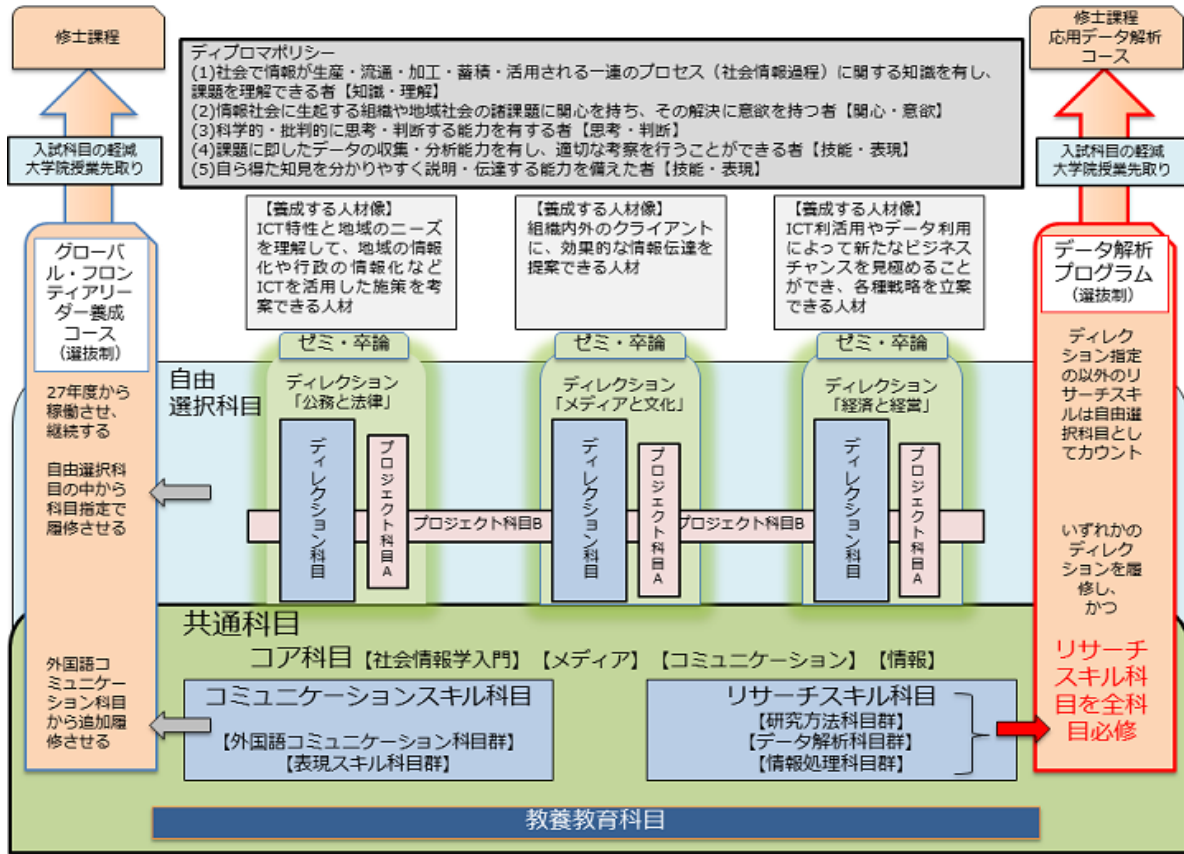 修士課程
ディプロマポリシー
(1)社会で情報が生産・流通・加工・蓄積・活用される一連のプロセス（社会情報過程）に関する知識を有し、
課題を理解できる者【知識・理解】
(2)情報社会に生起する組織や地域社会の諸課題に関心を持ち、その解決に意欲を持つ者【関心・意欲】
(3)科学的・批判的に思考・判断する能力を有する者【思考・判断】
(4)課題に即したデータの収集・分析能力を有し、適切な考察を行うことができる者【技能・表現】
(5)自ら得た知見を分かりやすく説明・伝達する能力を備えた者【技能・表現】
修士課程
応用データ解析
コース
入試科目の軽減
大学院授業先取り
入試科目の軽減
大学院授業先取り
【養成する人材像】
ICT特性と地域のニーズ
を理解して、地域の情報
化や行政の情報化など
ICTを活用した施策を考
案できる人材
【養成する人材像】
組織内外のクライアント
に、効果的な情報伝達を
提案できる人材
【養成する人材像】
ICT利活用やデータ利用
によって新たなビジネス
チャンスを見極めること
ができ、各種戦略を立案
できる人材
グローバ
ル・フロン
ティアリー
ダー養成
コース
（選抜制）
27年度から
稼働させ、
継続する
自由選択科
目の中から
科目指定で
履修させる
外国語コ
ミュニケー
ション科目
から追加履
修させる
データ解析
プログラム
（選抜制）
ディレク
ション指定
の以外のリ
サーチスキ
ルは自由選
択科目とし
てカウント
いずれかの
ディレク
ションを履
修し、
かつ
リサーチ
スキル科
目を全科
目必修
自由
選択科目
ゼミ・卒論
ディレクション
「公務と法律」
ディレクション科目
プロジェクト科目A
プロジェクト科目B
ゼミ・卒論
ディレクション
「メディアと文化」
ディレクション科目
プロジェクト科目A
プロジェクト科目B
ゼミ・卒論
ディレクション
「経済と経営」
ディレクション科目
プロジェクト科目A
共通科目
コア科目【社会情報学入門】【メディア】【コミュニケーション】【情報】
コミュニケーションスキル科目
【外国語コミュニケーション科目群】
【表現スキル科目群】
リサーチスキル科目
【研究方法科目群】
【データ解析科目群】
【情報処理科目群】
教養教育科目